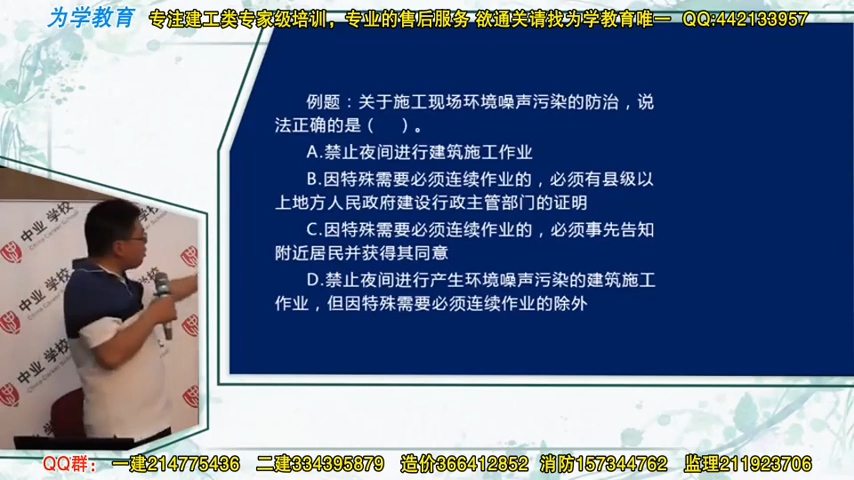 为学教育 专注建工类专家级培训，专业的售后服务 欲通关请找为学教育唯一 QQ:442133957
例题：关于施工现场环境噪声污染的防治，说
法正确的是（ ）。
A.禁止夜间进行建筑施工作业
B.因特殊需要必须连续作业的，必须有县级以
上地方人民政府建设行政主管部门的证明
C.因特殊需要必须连续作业的，必须事先告知
附近居民并获得其同意
D.禁止夜间进行产生环境噪声污染的建筑施工
作业，但因特殊需要必须连续作业的除外
中业 学校
China Career School
中业 学校
中业 学校
QQ群： 一建214775436 二建334395879 造价366412852 消防157344762 监理211923706